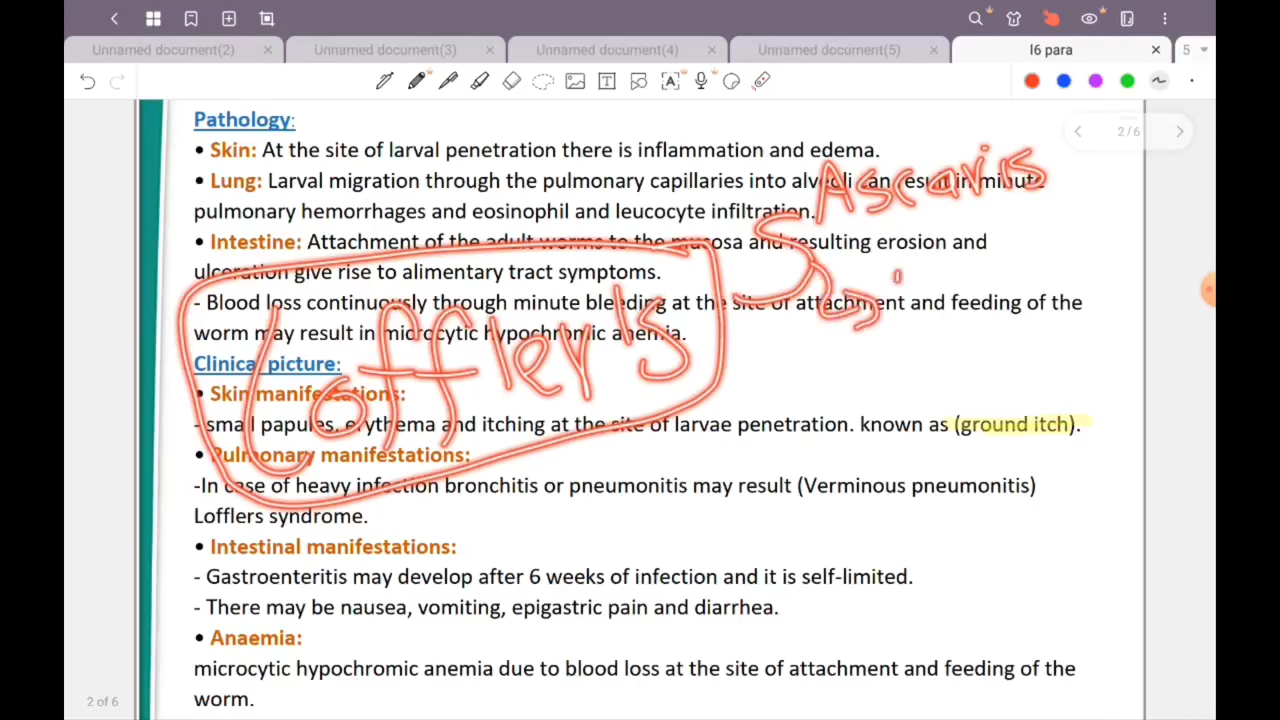 Unnamed document(2)
Unnamed document(3)
Unnamed document(4)
Unnamed document(5)
l6 para
5
2/6
Pathology:
• Skin: At the site of larval penetration there is inflammation and edema.
• Lung: Larval migration through the pulmonary capillaries into alveoli can result in minute
pulmonary hemorrhages and eosinophil and leucocyte infiltration.
Ascaris
• Intestine: Attachment of the adult worms to the mucosa and resulting erosion and
ulceration give rise to alimentary tract symptoms.
- Blood loss continuously through minute bleeding at the site of attachment and feeding of the
worm may result in microcytic hypochromic anemia.
Loffler's
Clinical picture:
• Skin manifestations:
-small papules, erythema and itching at the site of larvae penetration. known as (ground itch).
• Pulmonary manifestations:
-In case of heavy infection bronchitis or pneumonitis may result (Verminous pneumonitis)
Lofflers syndrome.
• Intestinal manifestations:
- Gastroenteritis may develop after 6 weeks of infection and it is self-limited.
- There may be nausea, vomiting, epigastric pain and diarrhea.
• Anaemia:
microcytic hypochromic anemia due to blood loss at the site of attachment and feeding of the
worm.
2 of 6